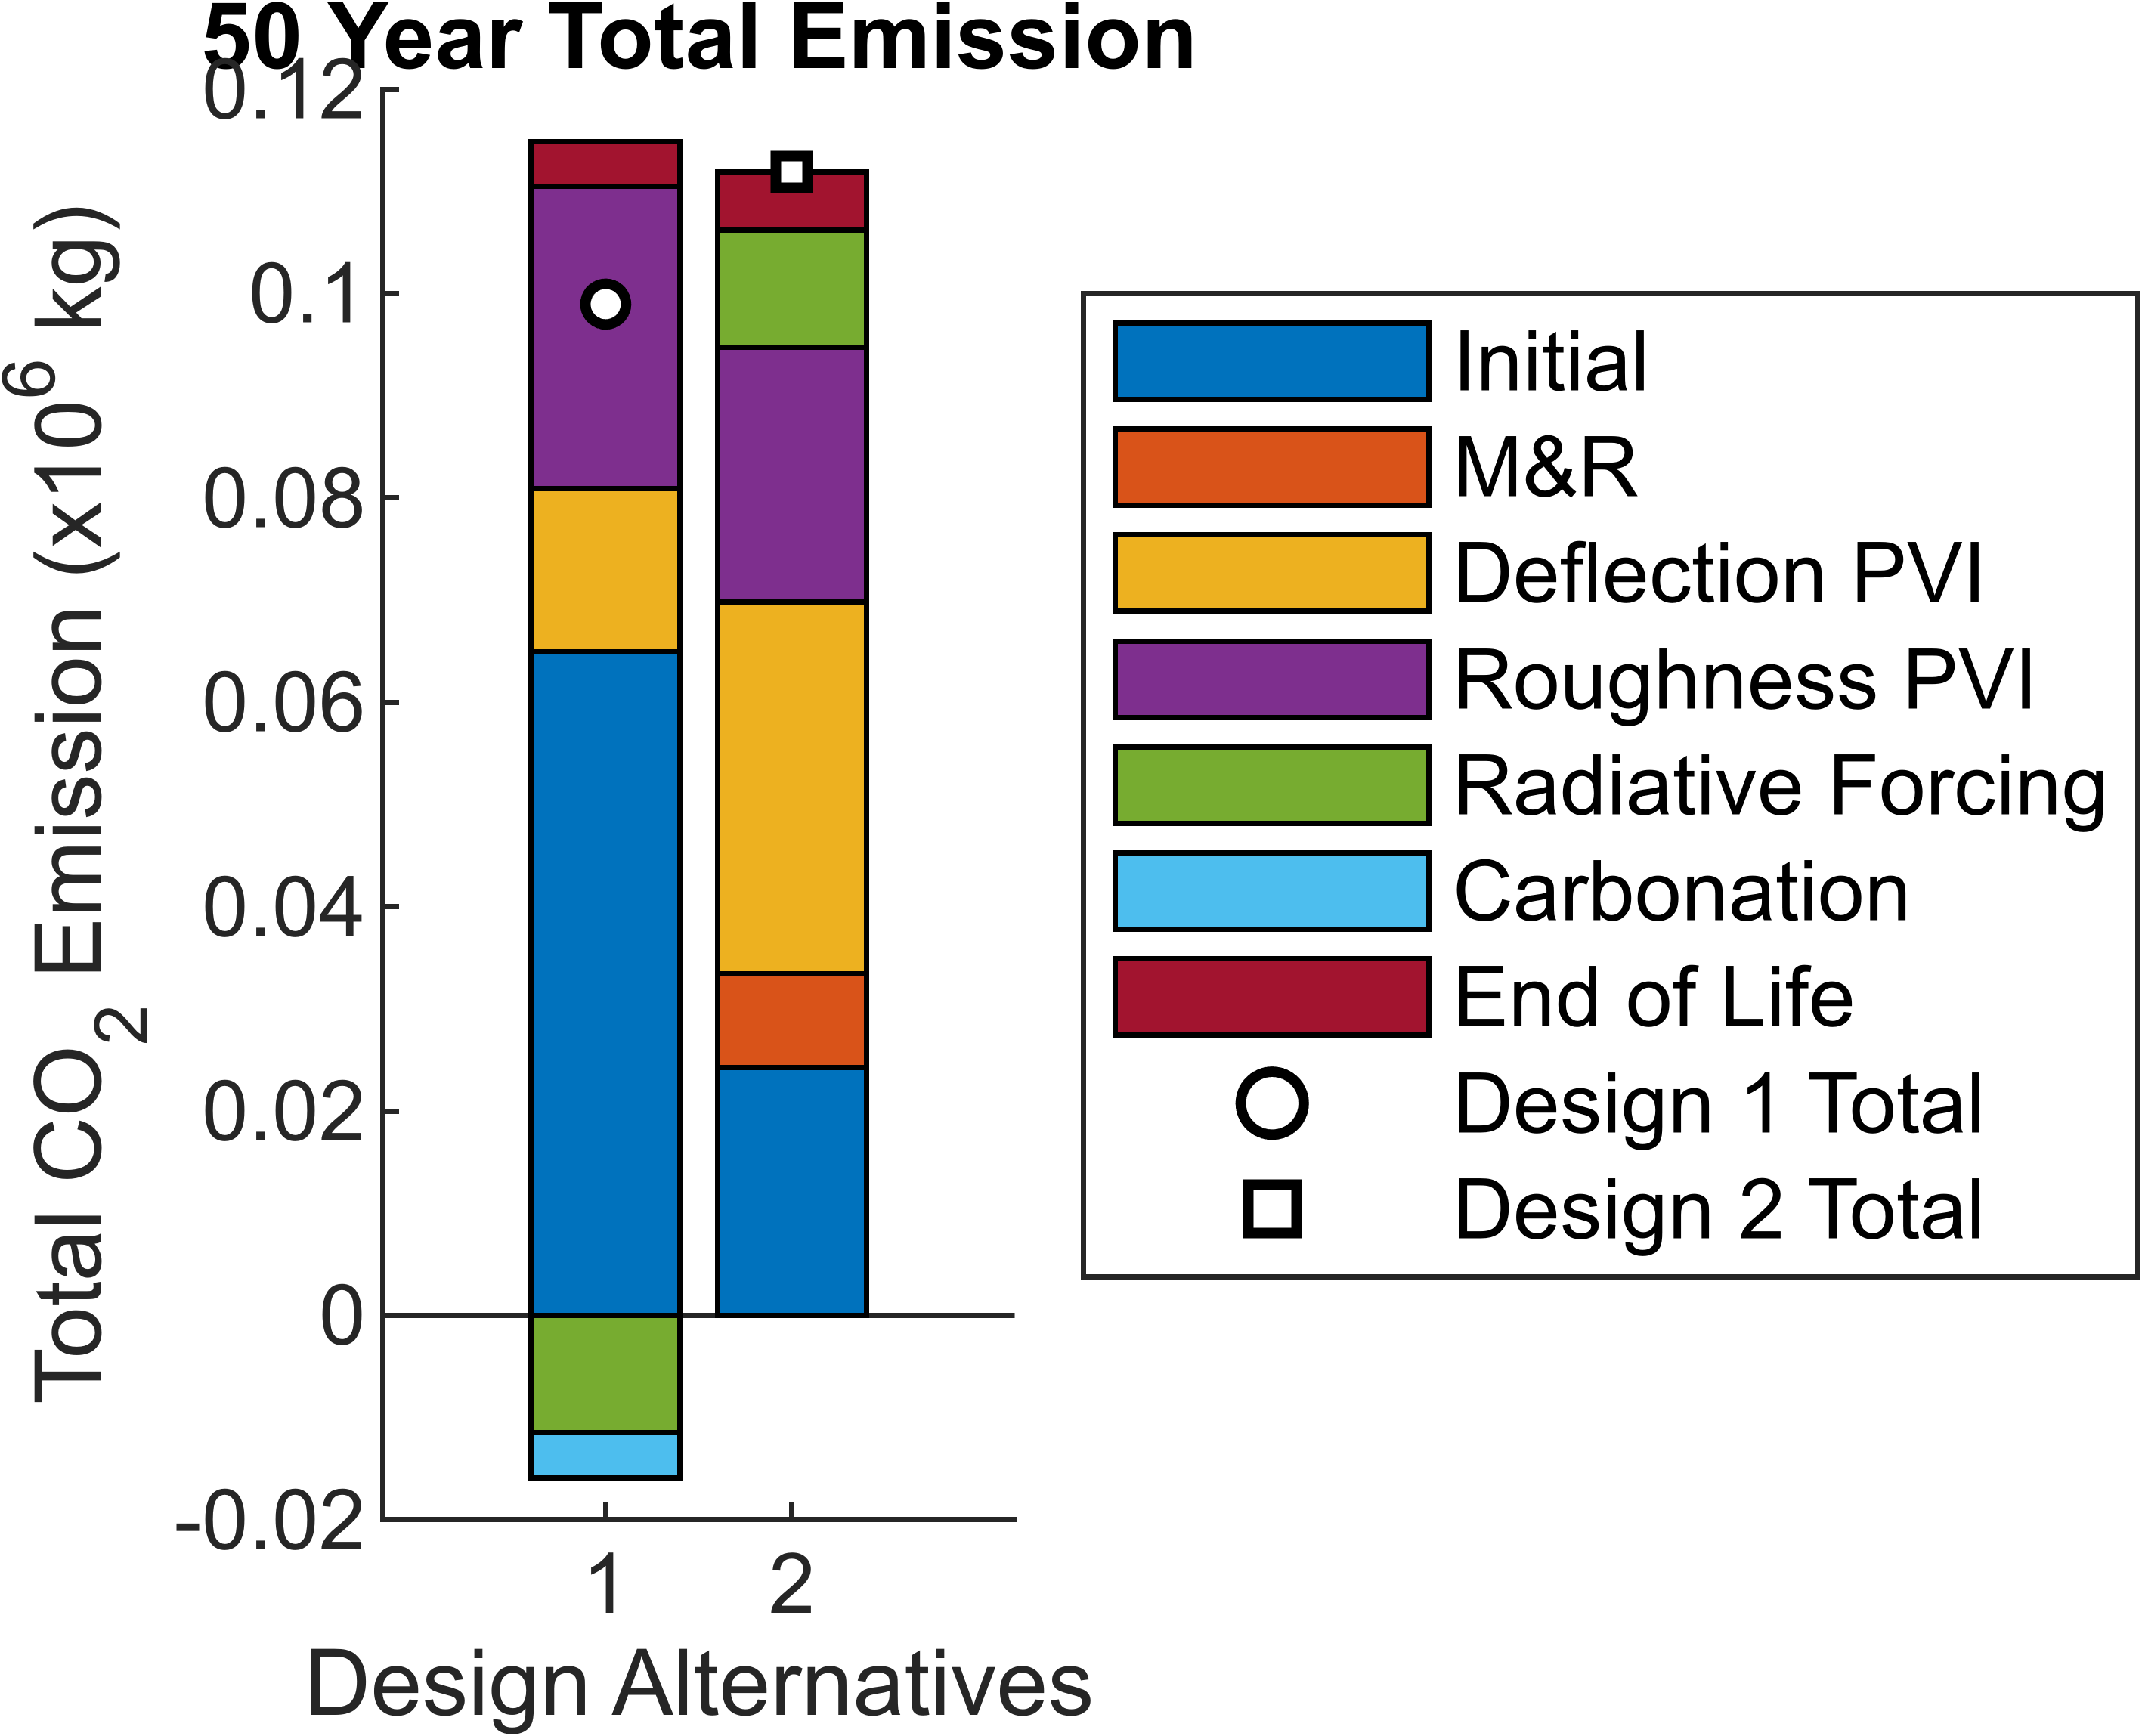 50 Year Total Emission
0.12
0.1
0.08
0.06
0.04
0.02
0
-0.02
Total CO2 Emission (x10^6 kg)
1
2
Design Alternatives
Initial
M&R
Deflection PVI
Roughness PVI
Radiative Forcing
Carbonation
End of Life
Design 1 Total
Design 2 Total